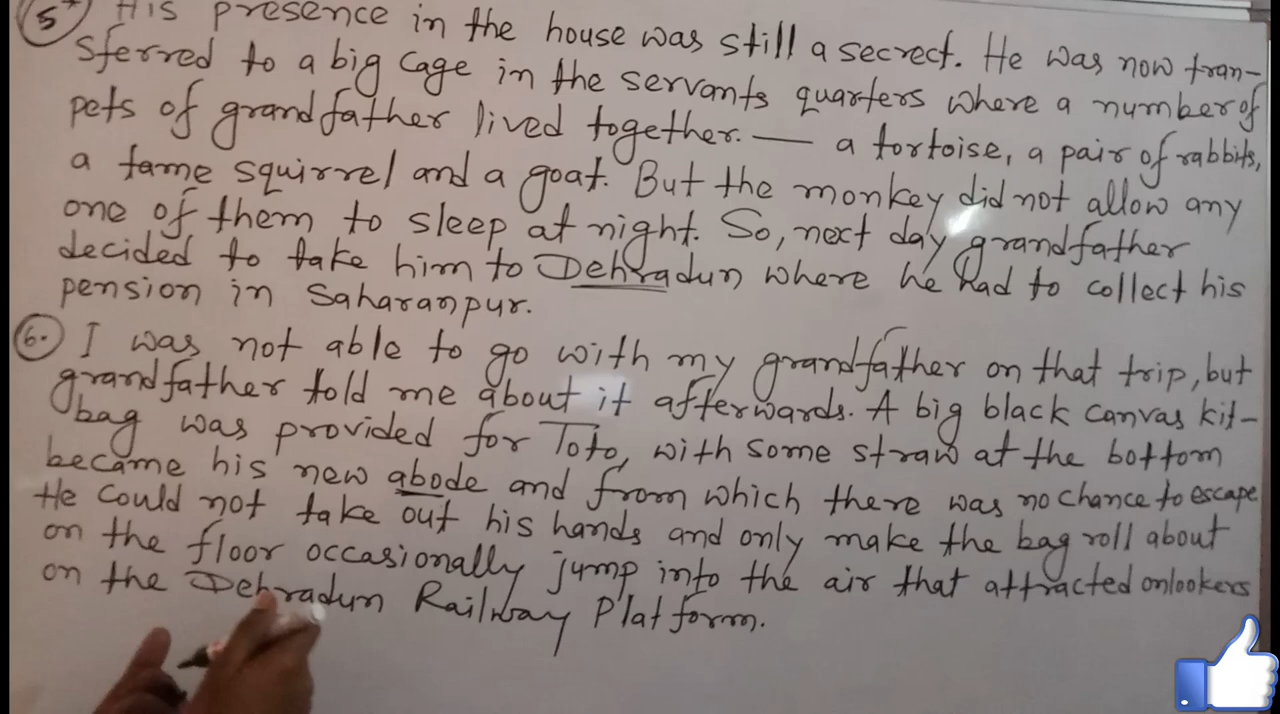 5 His presence in the house was still a secrect. He was now tran-
sferred to a big cage in the servants quarters where a number of
pets of grandfather lived together. — a tortoise, a pair of rabbits,
a tame squirrel and a goat. But the monkey did not allow any
one of them to sleep at night. So, next day grandfather
decided to take him to Dehradun where he had to collect his
pension in Saharanpur.
6. I was not able to go with my grandfather on that trip, but
grandfather told me about it afterwards. A big black canvas kit-
bag was provided for Toto, with some straw at the bottom
became his new abode and from which there was no chance to escape
He could not take out his hands and only make the bag roll about
on the floor occasionally jump into the air that attracted onlookers
on the Dehradun Railway Platform.